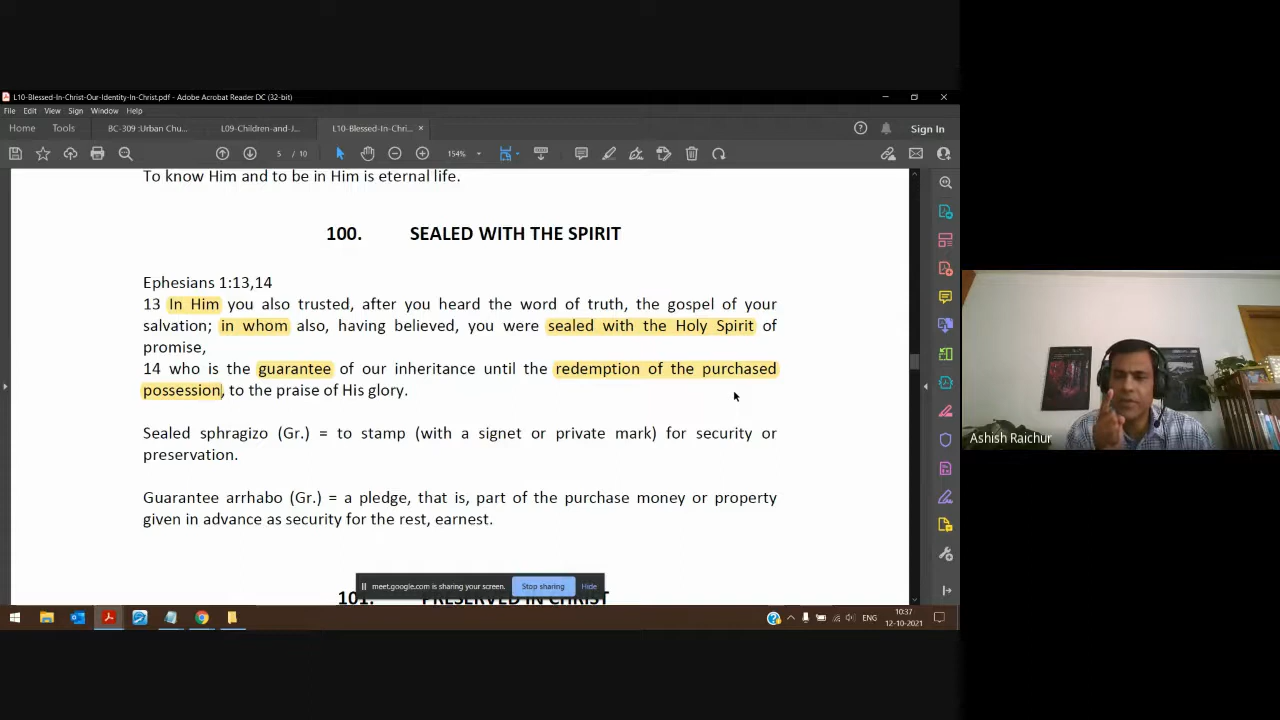 L10-Blessed-In-Christ-Our-Identity-In-Christ.pdf - Adobe Acrobat Reader DC (32-bit)
File Edit View Sign Window Help
Home Tools BC-309 :Urban Chu... L09-Children-and-J... L10-Blessed-In-Chri... × Sign In
5 / 10 154%
To know Him and to be in Him is eternal life.
100. SEALED WITH THE SPIRIT
Ephesians 1:13,14
13 In Him you also trusted, after you heard the word of truth, the gospel of your
salvation; in whom also, having believed, you were sealed with the Holy Spirit of
promise,
14 who is the guarantee of our inheritance until the redemption of the purchased
possession, to the praise of His glory.
Sealed sphragizo (Gr.) = to stamp (with a signet or private mark) for security or
preservation.
Guarantee arrhabo (Gr.) = a pledge, that is, part of the purchase money or property
given in advance as security for the rest, earnest.
meet.google.com is sharing your screen. Stop sharing Hide
101. PRESERVED IN CHRIST
Ashish Raichur
ENG
10:37
12-10-2021